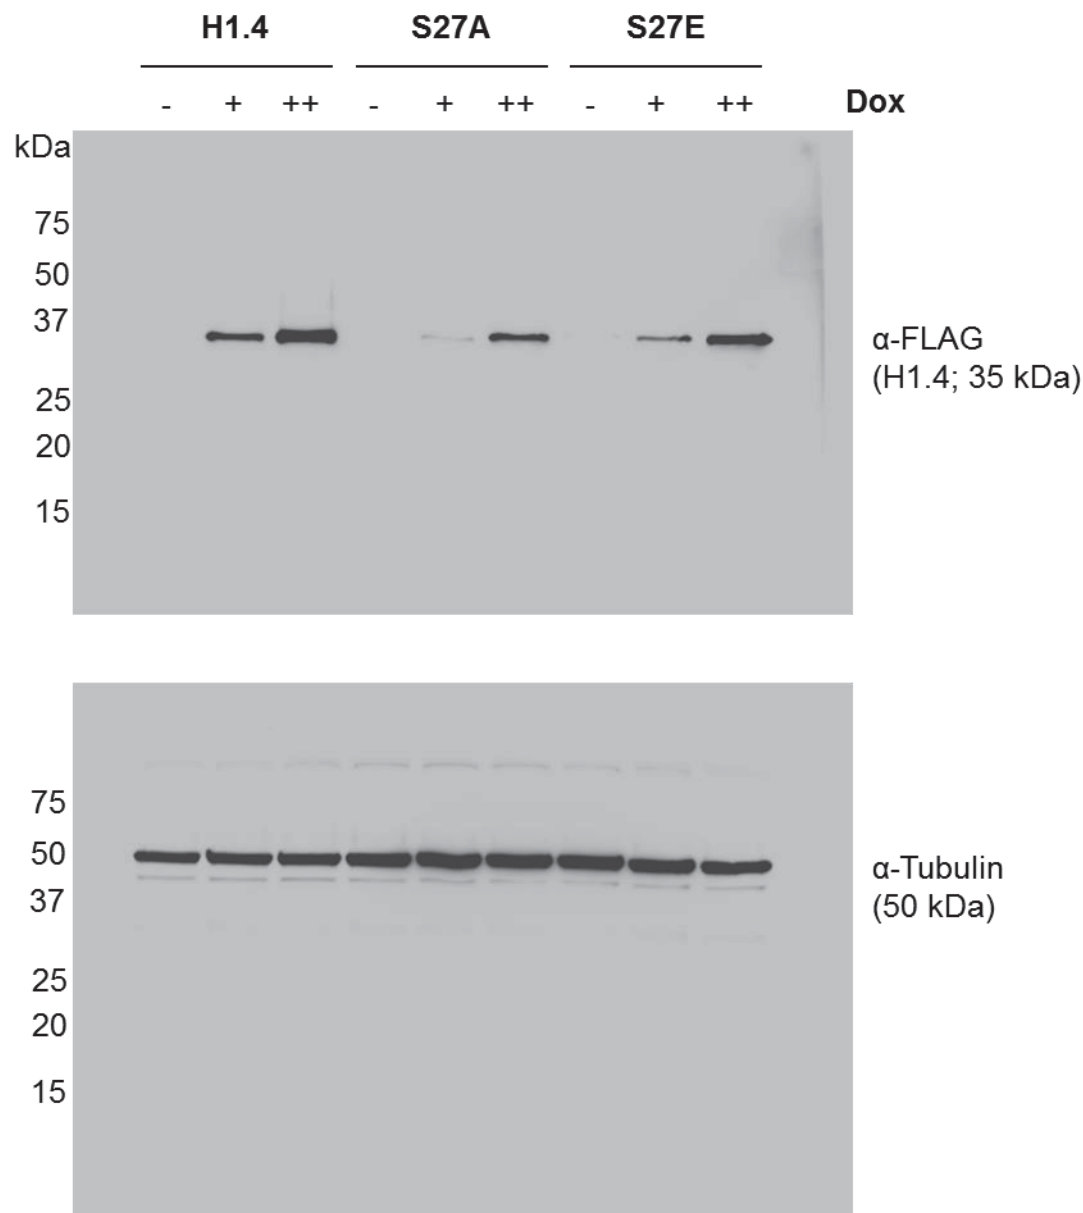 H1.4 S27A S27E
- + ++ - + ++ - + ++ Dox
kDa
75
50
37
25
20
15
α-FLAG
(H1.4; 35 kDa)
75
50
37
25
20
15
α-Tubulin
(50 kDa)